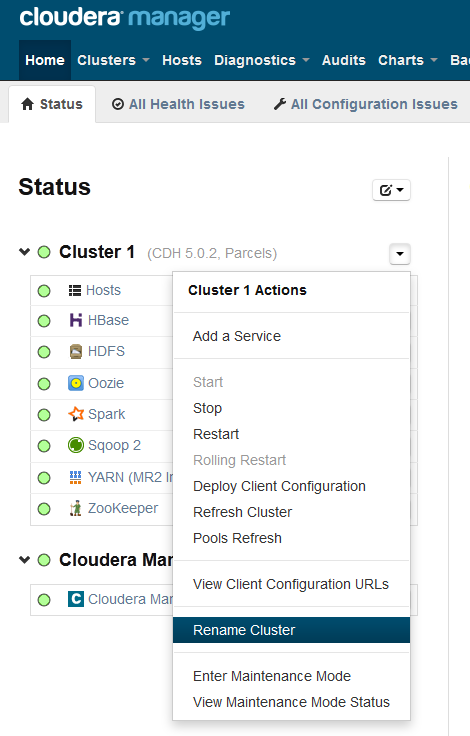 cloudera manager
Home Clusters Hosts Diagnostics Audits Charts Ba
Status All Health Issues All Configuration Issues
Status
Cluster 1 (CDH 5.0.2, Parcels)
Cluster 1 Actions
Hosts
HBase
Add a Service
HDFS
Oozie
Start
Spark
Stop
Restart
Sqoop 2
Rolling Restart
YARN (MR2 In
Deploy Client Configuration
ZooKeeper
Refresh Cluster
Pools Refresh
Cloudera Man
View Client Configuration URLs
Cloudera Man
Rename Cluster
Enter Maintenance Mode
View Maintenance Mode Status